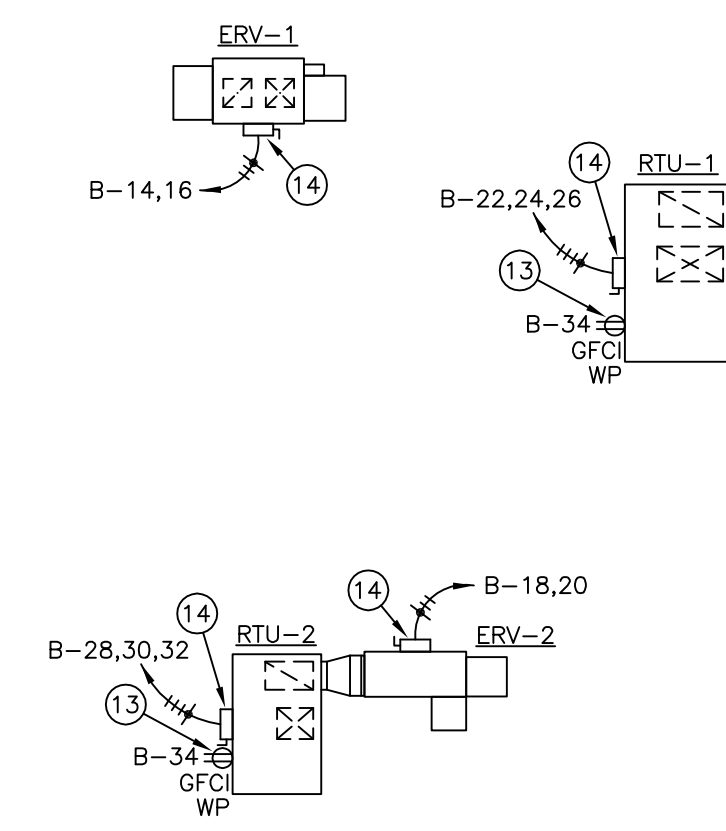 ERV-1
B-14,16
14
14
RTU-1
B-22,24,26
13
B-34
GFCI
WP
14
B-18,20
14
RTU-2
ERV-2
B-28,30,32
13
B-34
GFCI
WP